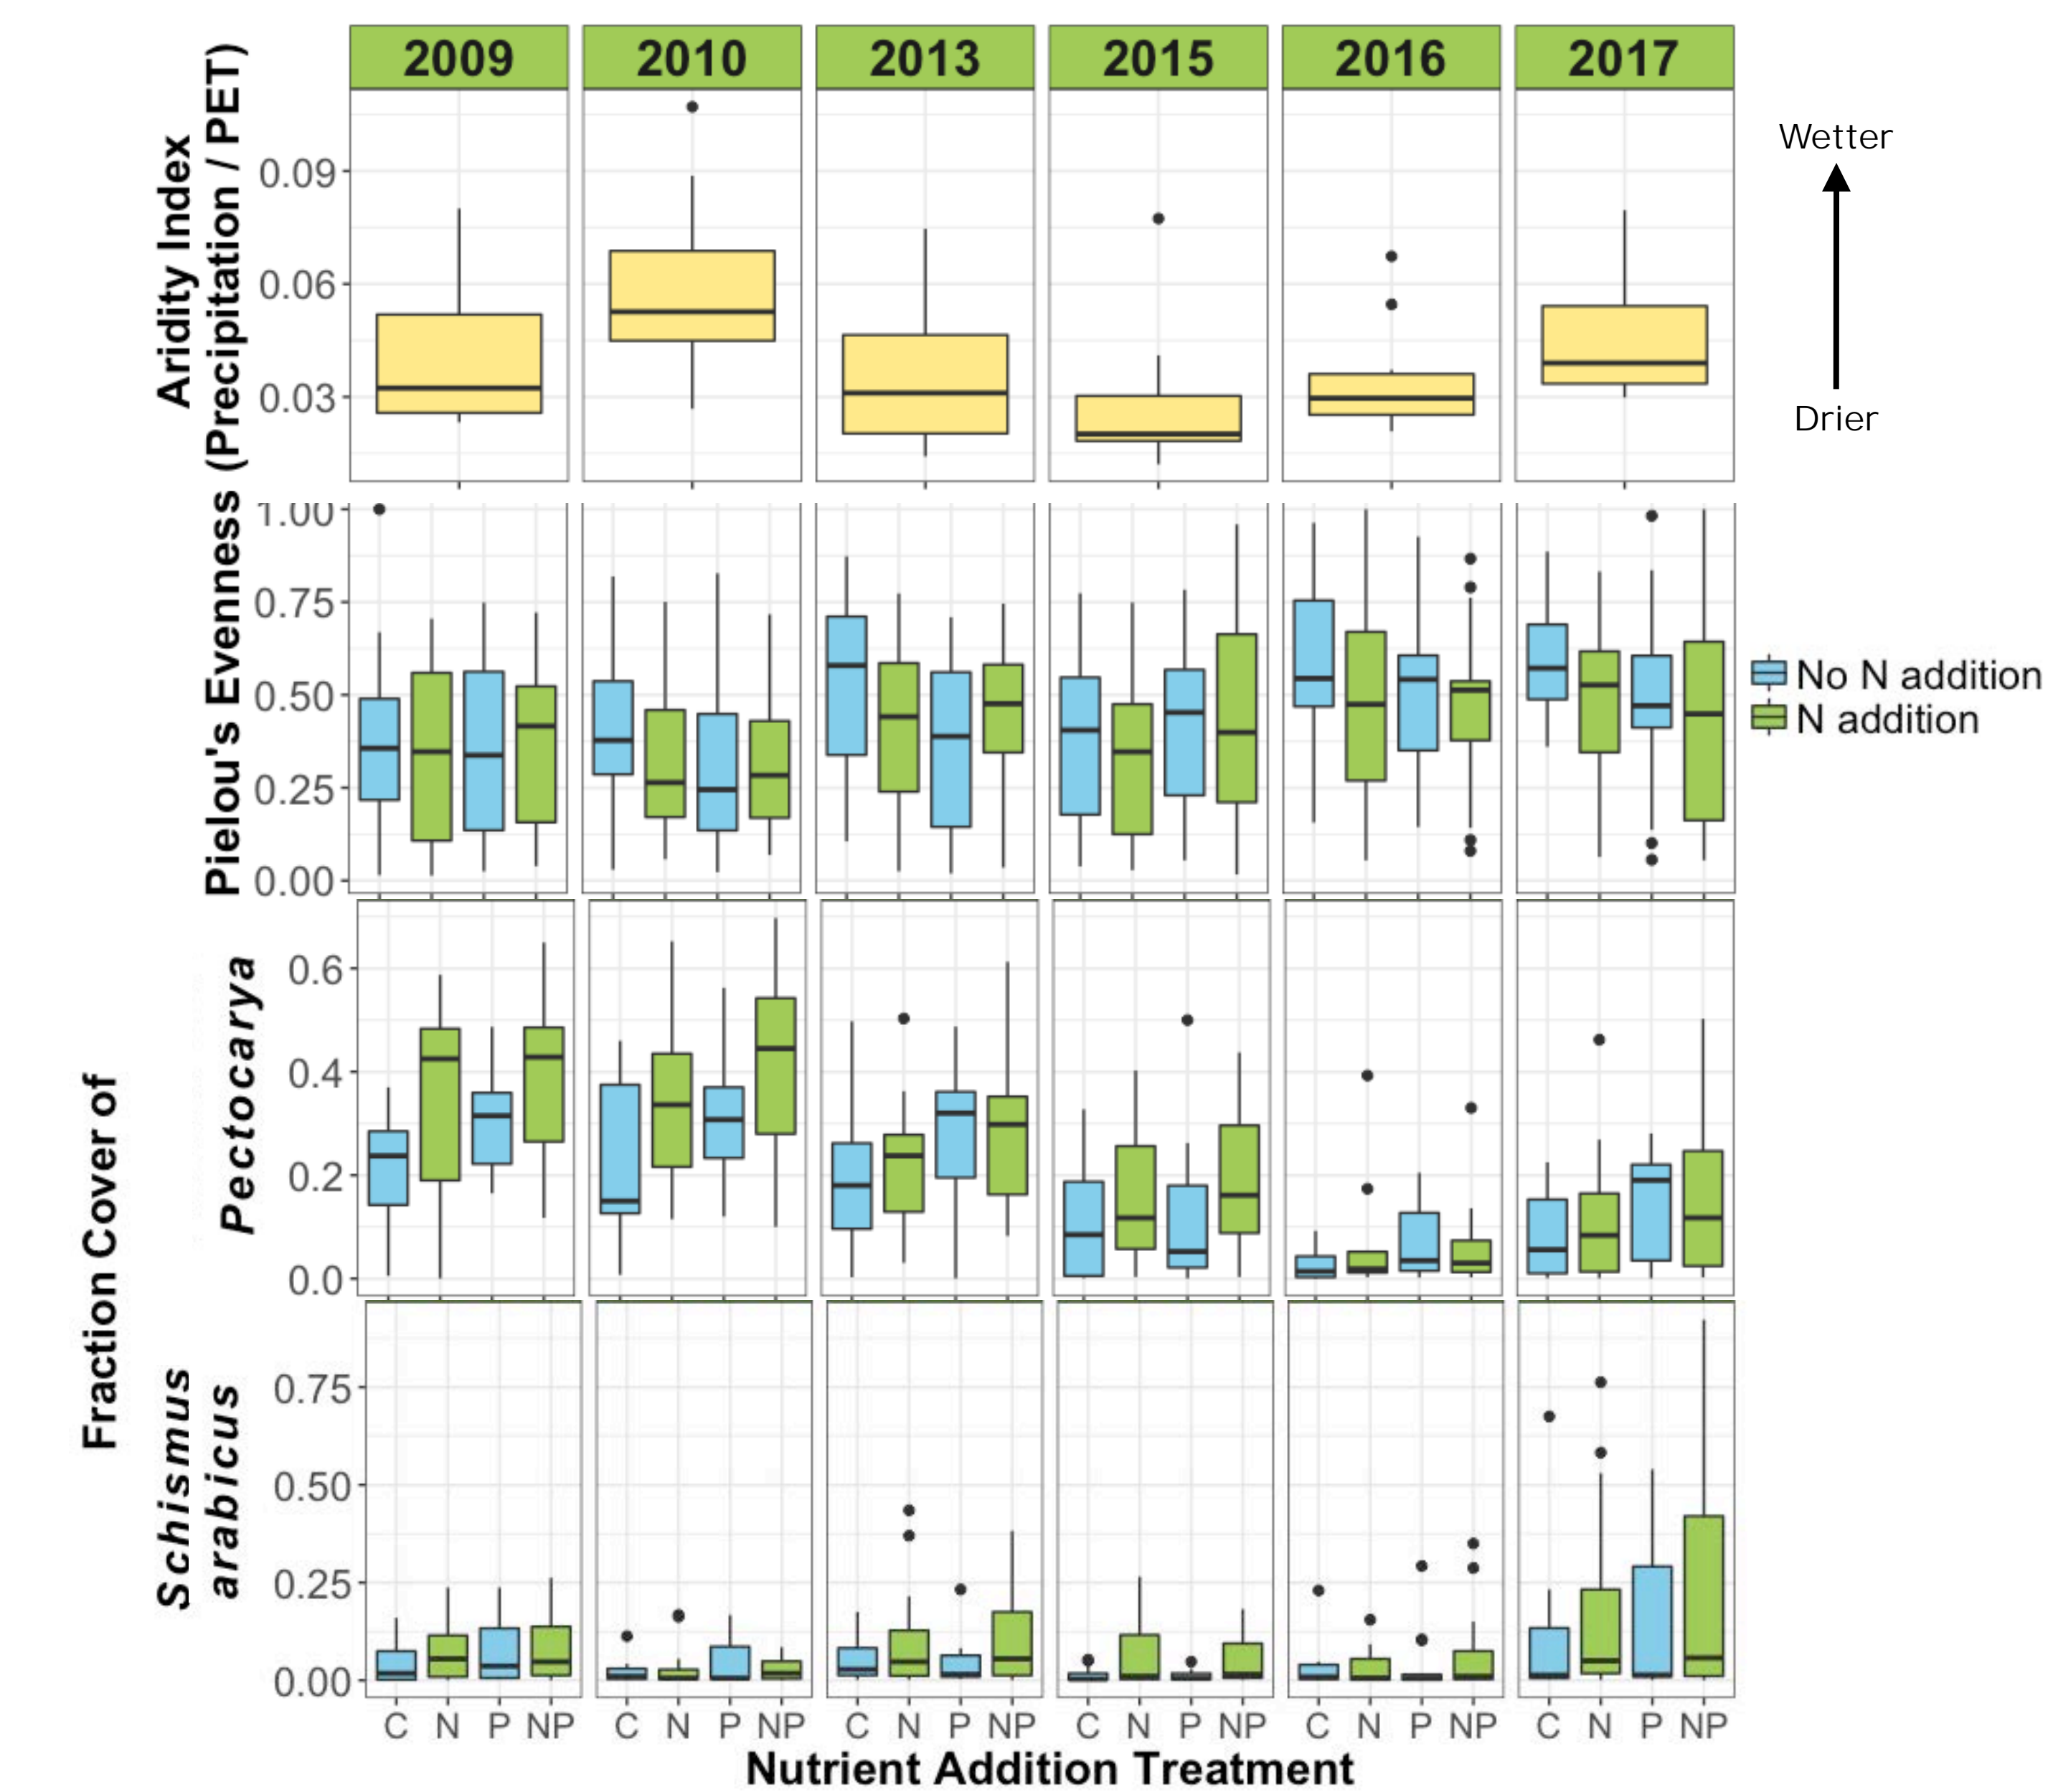 2009 2010 2013 2015 2016 2017
Aridity Index
(Precipitation / PET)
0.09
0.06
0.03
Wetter
Drier
Pielou's Evenness
1.00
0.75
0.50
0.25
0.00
No N addition
N addition
Fraction Cover of
Pectocarya
0.6
0.4
0.2
0.0
Schismus
arabicus
0.75
0.50
0.25
0.00
C N P NP C N P NP C N P NP C N P NP C N P NP C N P NP
Nutrient Addition Treatment